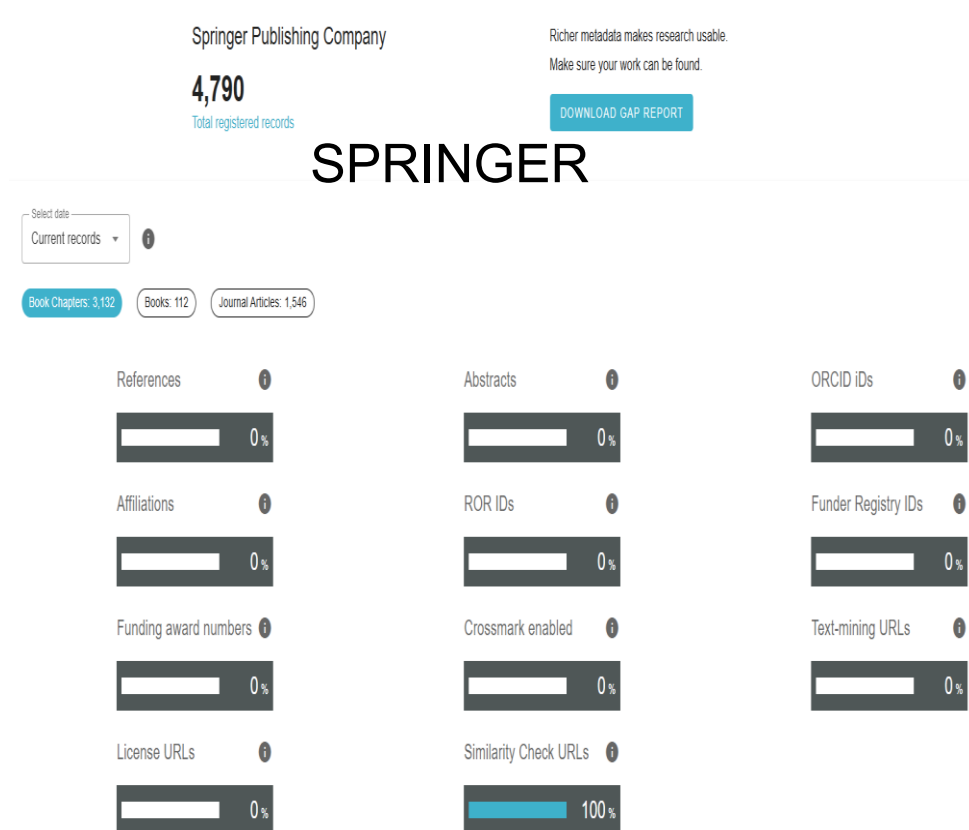 Springer Publishing Company
4,790
Total registered records
Richer metadata makes research usable.
Make sure your work can be found.
DOWNLOAD GAP REPORT
SPRINGER
Select date
Current records
Book Chapters: 3,132 Books: 112 Journal Articles: 1,546
References Abstracts ORCID iDs
0 % 0 % 0 %
Affiliations ROR IDs Funder Registry IDs
0 % 0 % 0 %
Funding award numbers Crossmark enabled Text-mining URLs
0 % 0 % 0 %
License URLs Similarity Check URLs
0 % 100 %